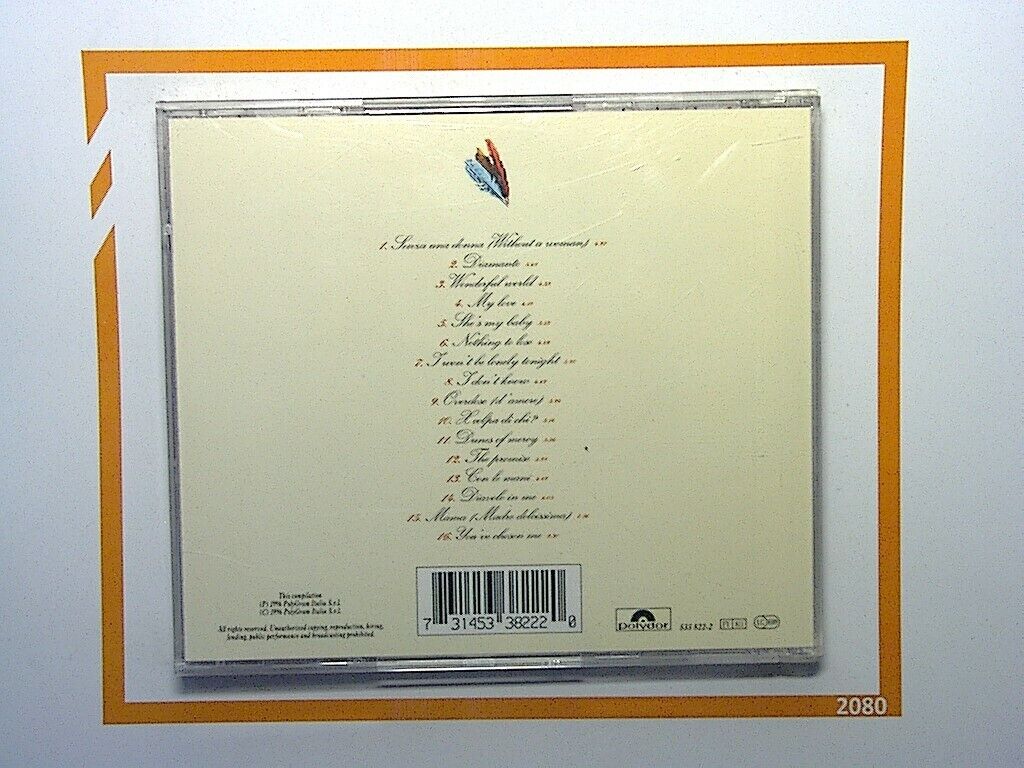 1. Senza una donna (Without a woman)
2. Diamante
3. Wonderful world
4. My love
5. She's my baby
6. Nothing to lose
7. I won't be lonely tonight
8. I don't know
9. Overdose (d'amore)
10. X colpa di chi?
11. Dunes of mercy
12. The promise
13. Con le mani
14. Diavolo in me
15. Mama (Madre dolcissima)
16. You've chosen me
This compilation
(P) 1996 PolyGram Italia S.r.l.
(C) 1996 PolyGram Italia S.r.l.
All rights reserved. Unauthorized copying, reproduction, hiring,
lending, public performance and broadcasting prohibited.
7 31453 38222 0
Polydor 533 822-2
2080